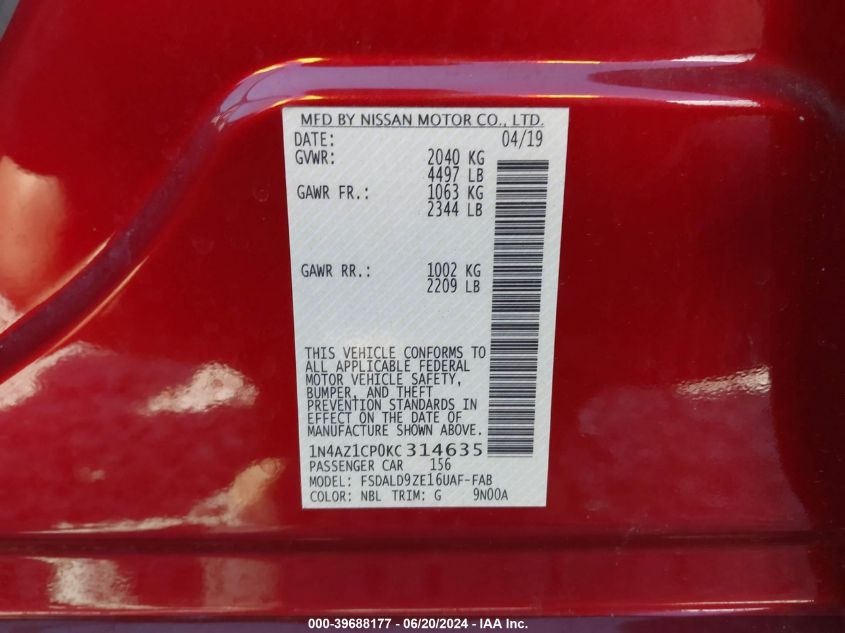 MFD BY NISSAN MOTOR CO., LTD.
DATE: 04/19
GVWR: 2040 KG
4497 LB
GAWR FR.: 1063 KG
2344 LB
GAWR RR.: 1002 KG
2209 LB
THIS VEHICLE CONFORMS TO
ALL APPLICABLE FEDERAL
MOTOR VEHICLE SAFETY,
BUMPER, AND THEFT
PREVENTION STANDARDS IN
EFFECT ON THE DATE OF
MANUFACTURE SHOWN ABOVE.
1N4AZ1CP0KC314635
PASSENGER CAR 156
MODEL: FSDALD9ZE16UAF-FAB
COLOR: NBL TRIM: G 9N00A
000-39688177 - 06/20/2024 - IAA Inc.